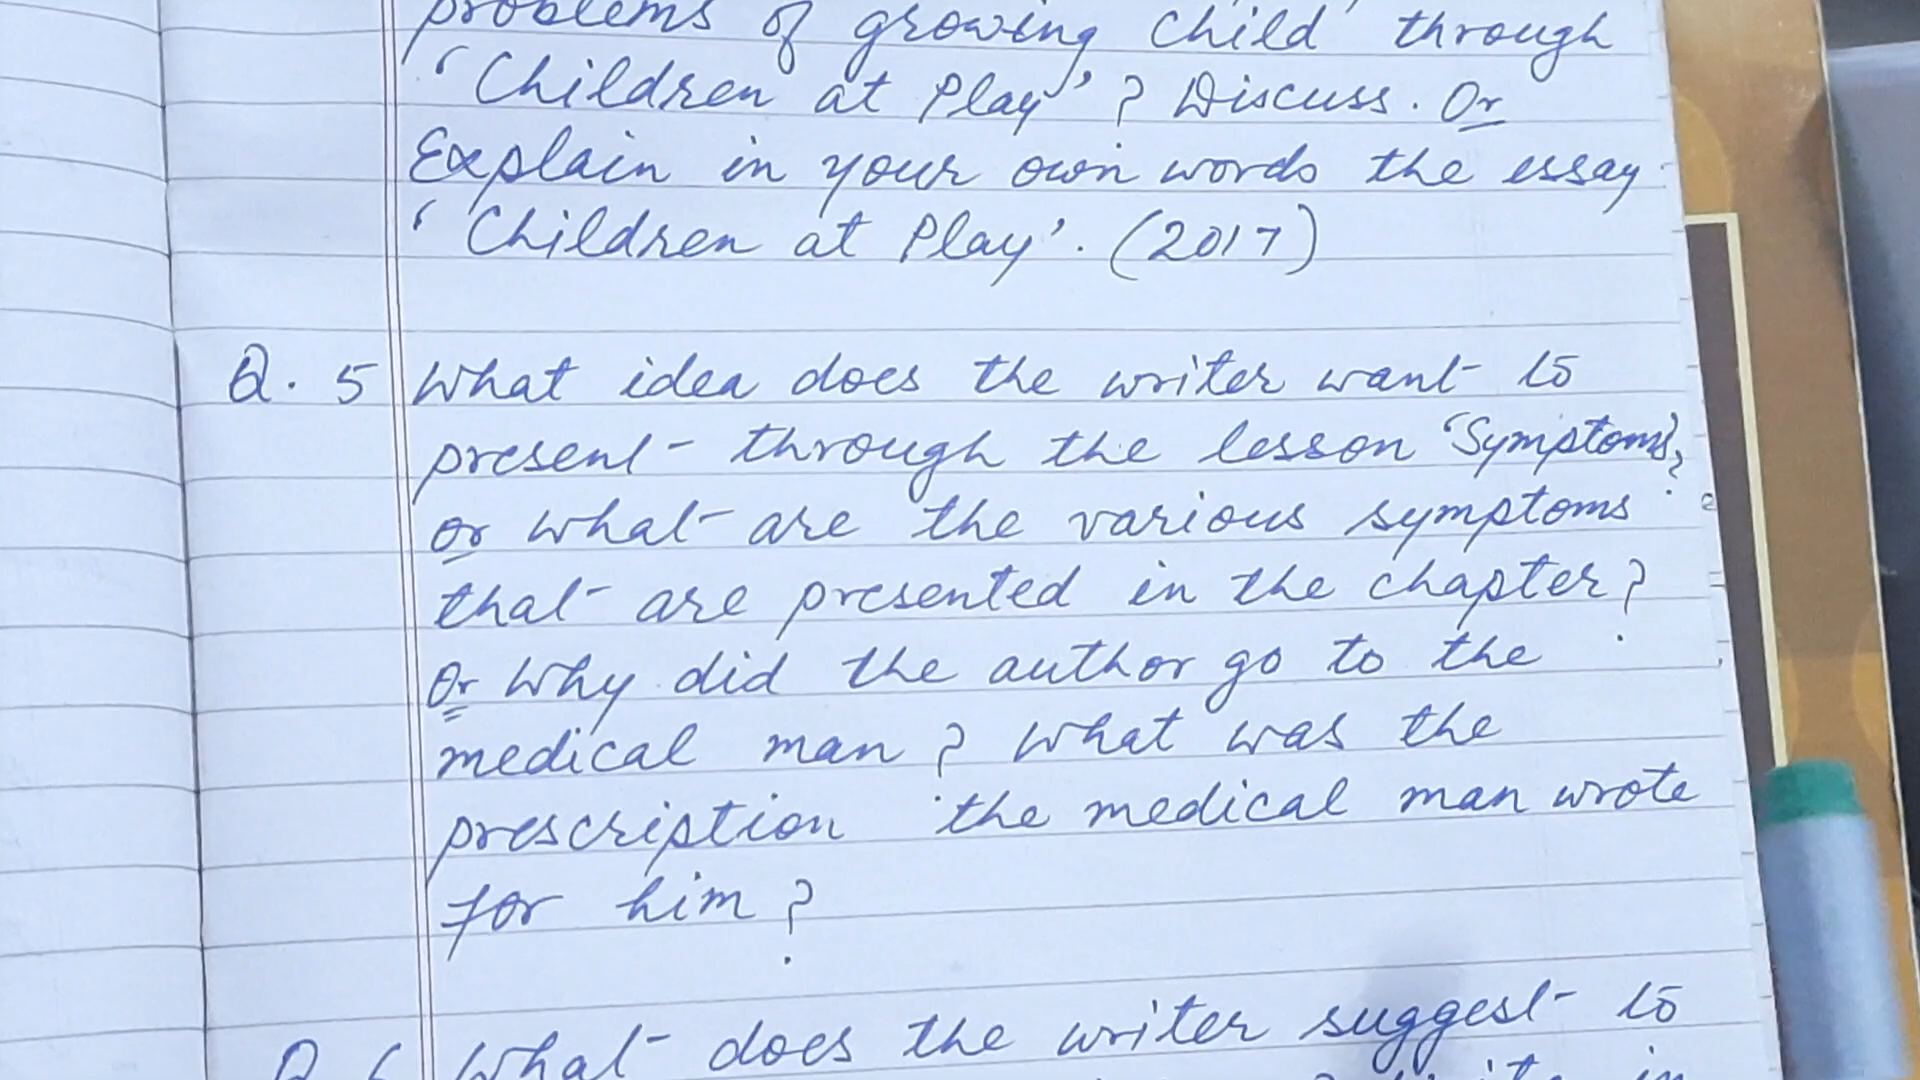 problems of growing child' through
'Children at Play'? Discuss. Or
Explain in your own words the essay
'Children at Play'. (2017)
Q. 5 What idea does the writer want to
present through the lesson 'Symptoms'?
or what are the various symptoms
that are presented in the chapter?
Or Why did the author go to the
medical man? What was the
prescription the medical man wrote
for him?
Q. 6 What does the writer suggest to
in